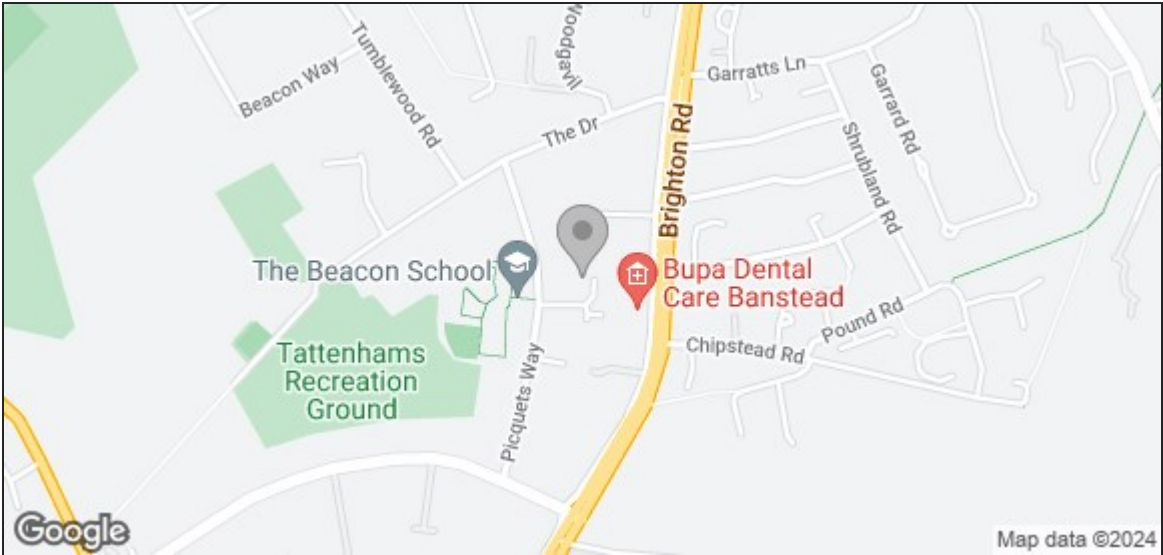 Woodgavil
Tumblewood Rd
Beacon Way
Garratts Ln
Garrard Rd
The Dr
Shrubland Rd
Brighton Rd
The Beacon School
Bupa Dental
Care Banstead
Pound Rd
Chipstead Rd
Tattenhams
Recreation
Ground
Picquets Way
Google
Map data ©2024